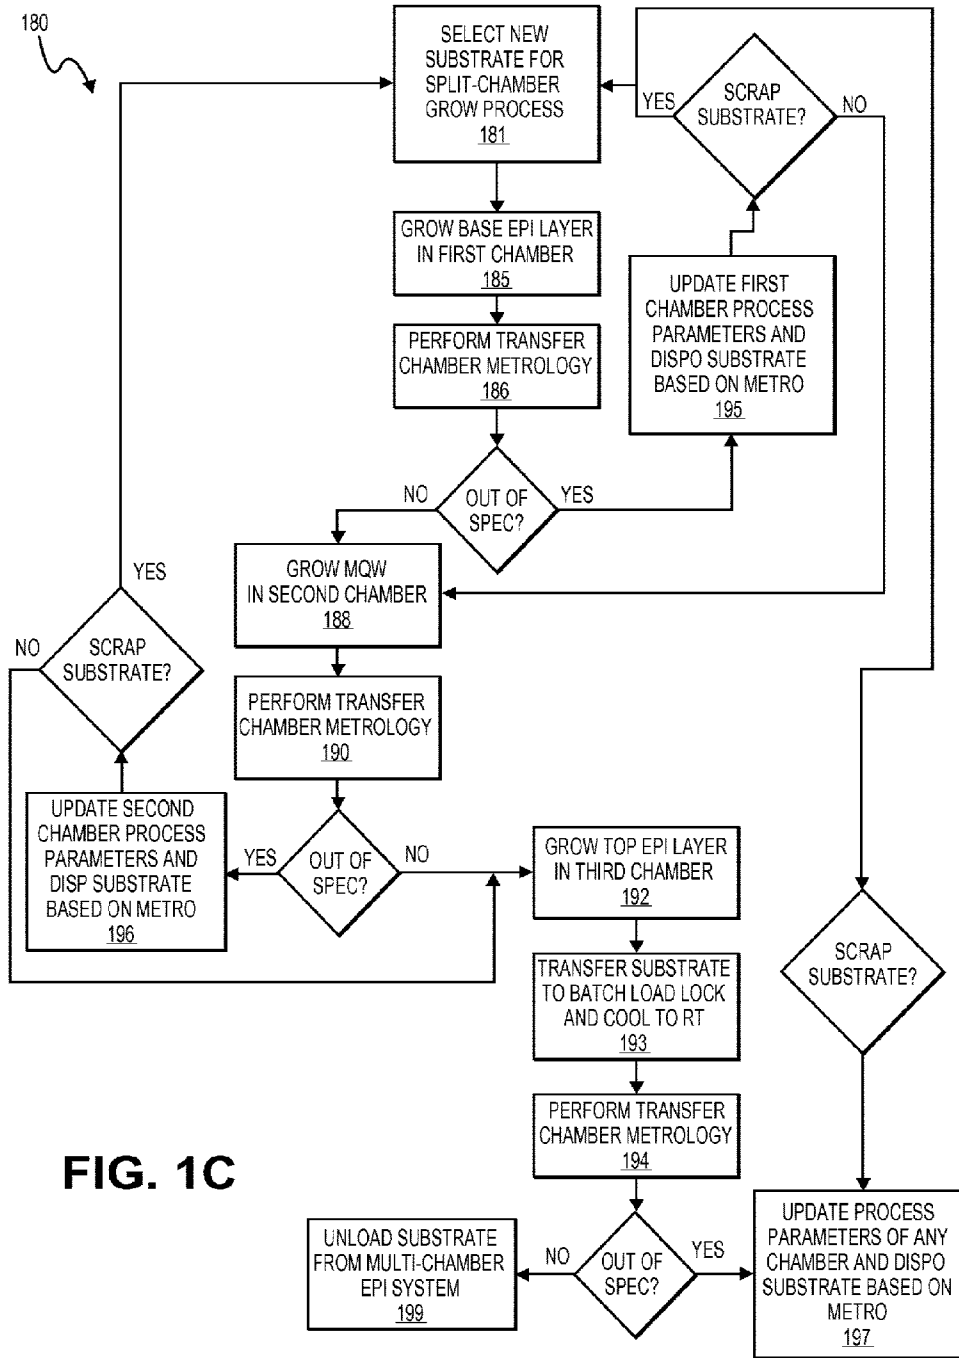 180
SELECT NEW
SUBSTRATE FOR
SPLIT-CHAMBER
GROW PROCESS
181
YES
SCRAP
SUBSTRATE?
NO
GROW BASE EPI LAYER
IN FIRST CHAMBER
185
UPDATE FIRST
CHAMBER PROCESS
PARAMETERS AND
DISPO SUBSTRATE
BASED ON METRO
195
PERFORM TRANSFER
CHAMBER METROLOGY
186
NO
OUT OF
SPEC?
YES
GROW MQW
IN SECOND CHAMBER
188
YES
NO
SCRAP
SUBSTRATE?
PERFORM TRANSFER
CHAMBER METROLOGY
190
UPDATE SECOND
CHAMBER PROCESS
PARAMETERS AND
DISP SUBSTRATE
BASED ON METRO
196
YES
OUT OF
SPEC?
NO
GROW TOP EPI LAYER
IN THIRD CHAMBER
192
SCRAP
SUBSTRATE?
TRANSFER SUBSTRATE
TO BATCH LOAD LOCK
AND COOL TO RT
193
PERFORM TRANSFER
CHAMBER METROLOGY
194
FIG. 1C
UNLOAD SUBSTRATE
FROM MULTI-CHAMBER
EPI SYSTEM
199
NO
OUT OF
SPEC?
YES
UPDATE PROCESS
PARAMETERS OF ANY
CHAMBER AND DISPO
SUBSTRATE BASED ON
METRO
197